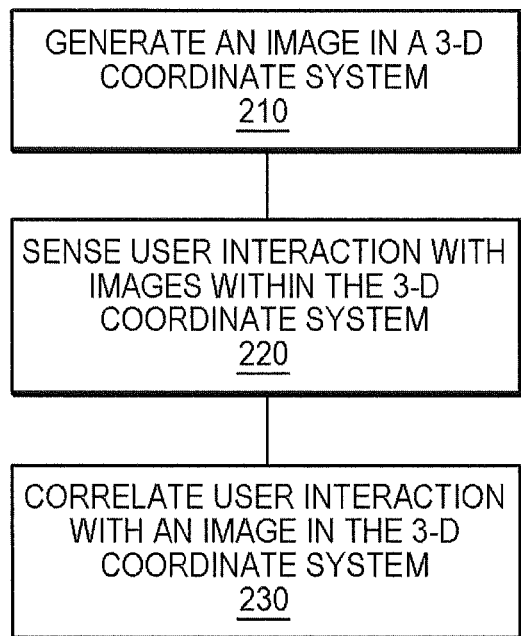 GENERATE AN IMAGE IN A 3-D
COORDINATE SYSTEM
210
SENSE USER INTERACTION WITH
IMAGES WITHIN THE 3-D
COORDINATE SYSTEM
220
CORRELATE USER INTERACTION
WITH AN IMAGE IN THE 3-D
COORDINATE SYSTEM
230